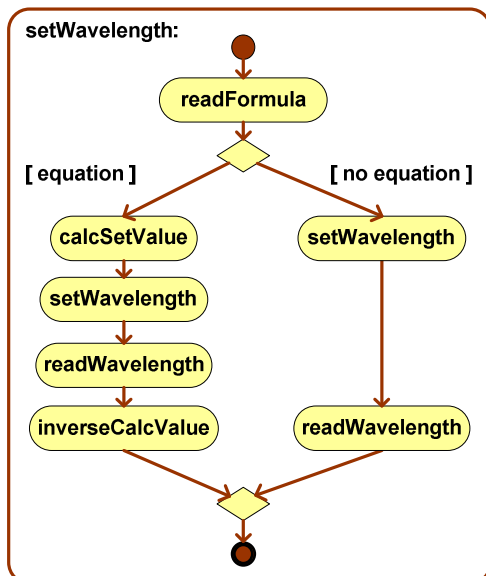 setWavelength:
readFormula
[ equation ]
[ no equation ]
calcSetValue
setWavelength
setWavelength
readWavelength
inverseCalcValue
readWavelength